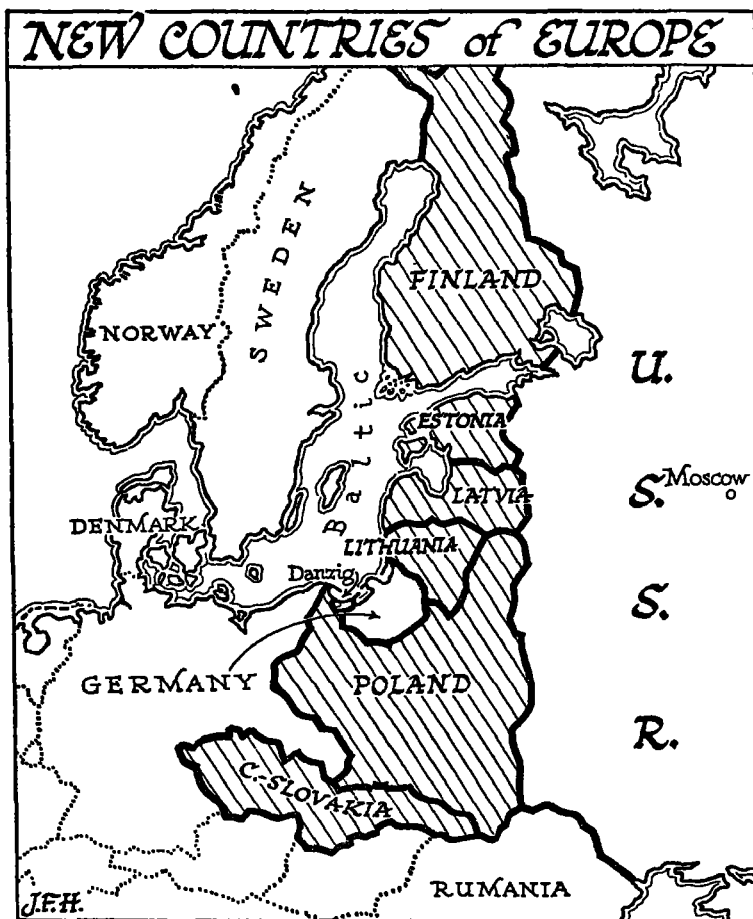 NEW COUNTRIES of EUROPE
SWEDEN
FINLAND
NORWAY
U.
Baltic
ESTONIA
S.
Moscow
LATVIA
DENMARK
LITHUANIA
Danzig
S.
GERMANY
POLAND
R.
C.-SLOVAKIA
RUMANIA
J.F.H.